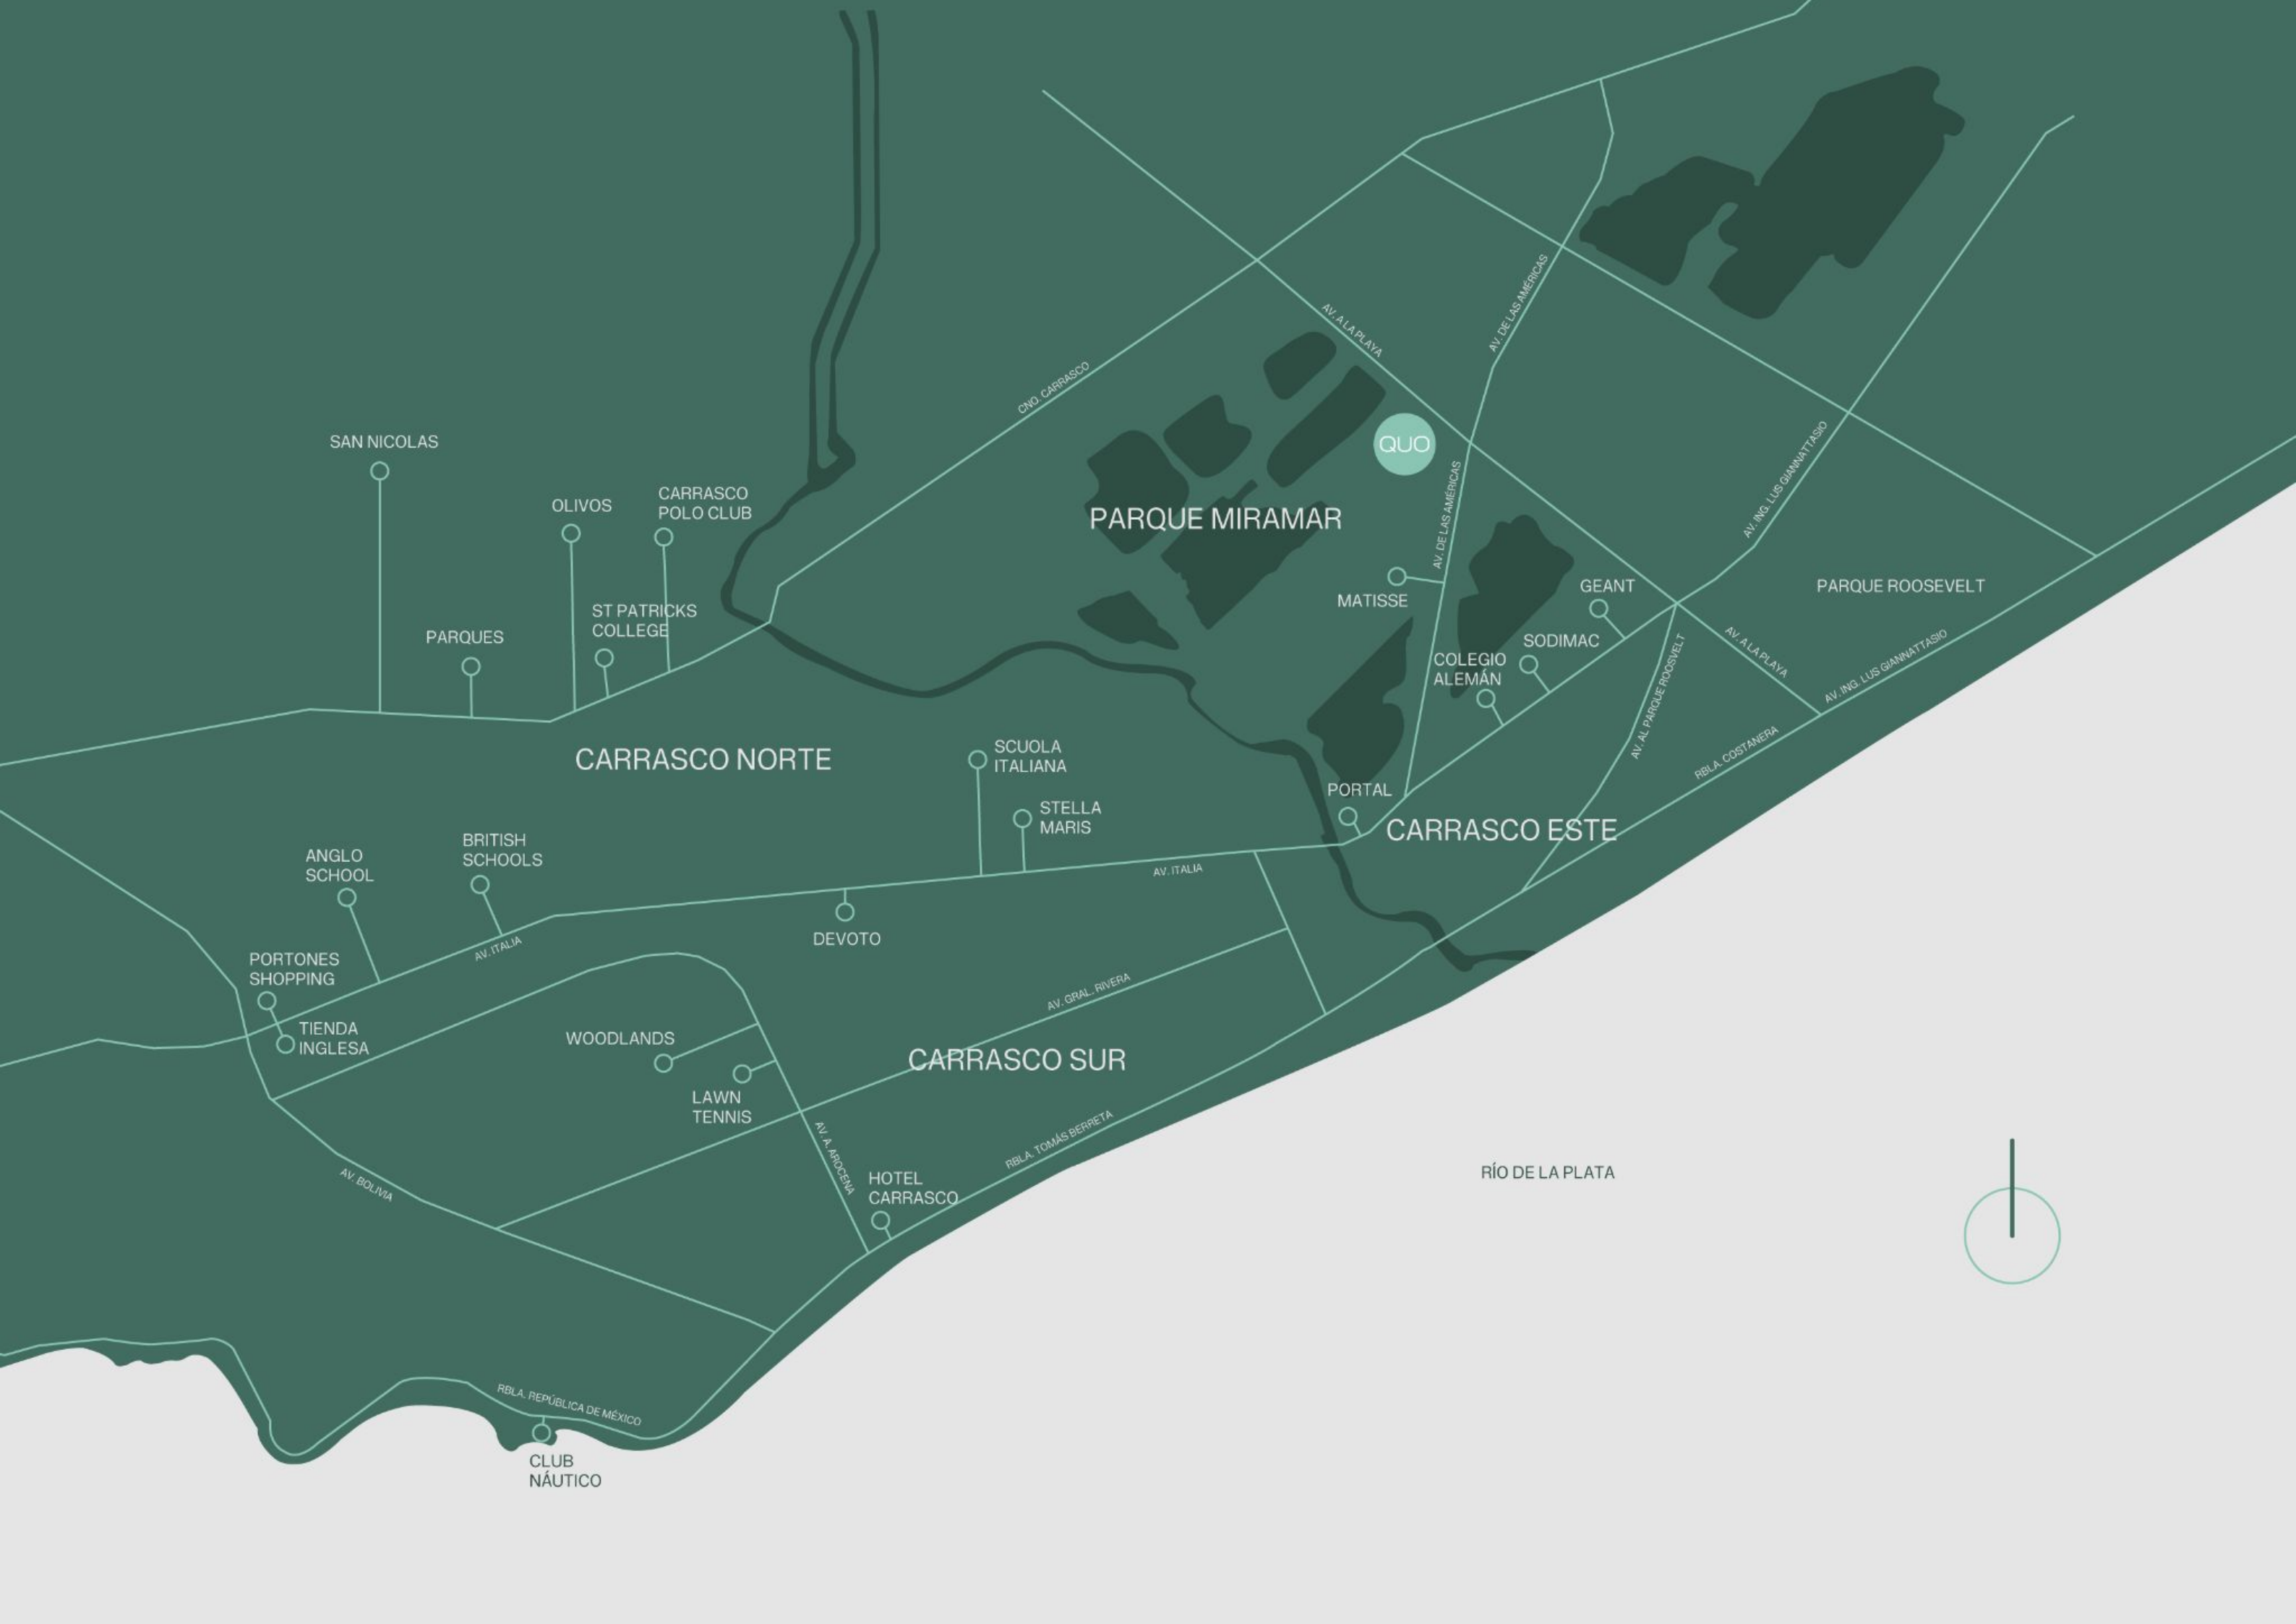 AV. A LA PLAYA
AV. DE LAS AMÉRICAS
CNO. CARRASCO
SAN NICOLAS
QUO
AV. ING. LUS GIANNATTASIO
OLIVOS
CARRASCO
POLO CLUB
PARQUE MIRAMAR
AV. DE LAS AMÉRICAS
MATISSE
GEANT
PARQUE ROOSEVELT
ST PATRICKS
COLLEGE
PARQUES
SODIMAC
COLEGIO
ALEMÁN
AV. A LA PLAYA
AV. ING. LUS GIANNATTASIO
AV. AL PARQUE ROOSVELT
RBLA. COSTANERA
CARRASCO NORTE
SCUOLA
ITALIANA
PORTAL
STELLA
MARIS
CARRASCO ESTE
BRITISH
SCHOOLS
ANGLO
SCHOOL
AV. ITALIA
DEVOTO
AV. ITALIA
PORTONES
SHOPPING
TIENDA
INGLESA
AV. GRAL. RIVERA
WOODLANDS
CARRASCO SUR
LAWN
TENNIS
AV. A. AROCENA
RBLA. TOMÁS BERRETA
AV. BOLIVIA
HOTEL
CARRASCO
RÍO DE LA PLATA
RBLA. REPÚBLICA DE MÉXICO
CLUB
NÁUTICO